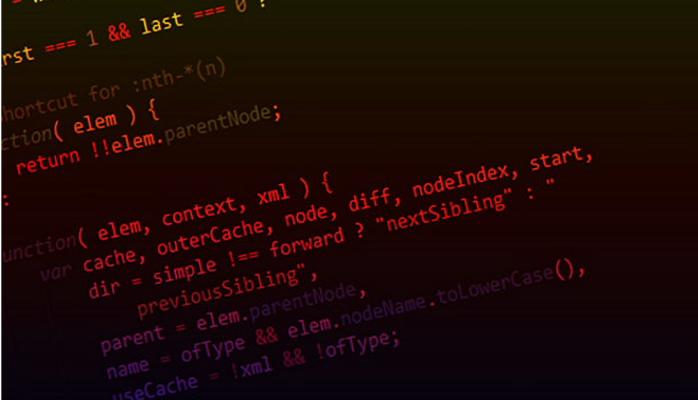 rst === 1 && last === 0 ?
hortcut for :nth-*(n)
ction( elem ) {
return !!elem.parentNode;
:
unction( elem, context, xml ) {
var cache, outerCache, node, diff, nodeIndex, start,
dir = simple !== forward ? "nextSibling" : "
previousSibling",
parent = elem.parentNode,
name = ofType && elem.nodeName.toLowerCase(),
useCache = !xml && !ofType;